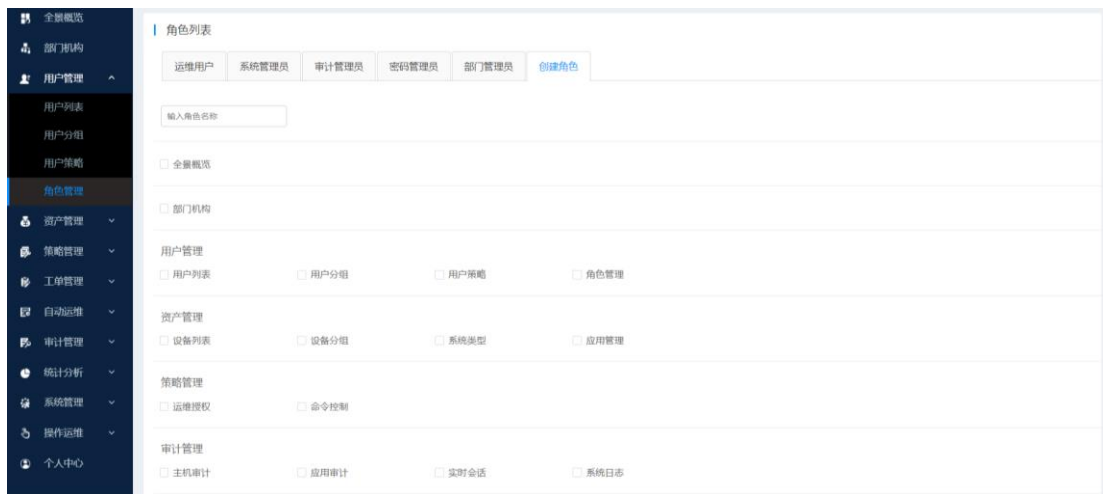 全景概览
部门机构
用户管理
用户列表
用户分组
用户策略
角色管理
资产管理
策略管理
工单管理
自动运维
审计管理
统计分析
系统管理
操作运维
个人中心
角色列表
运维用户 系统管理员 审计管理员 密码管理员 部门管理员 创建角色
输入角色名称
全景概览
部门机构
用户管理
用户列表 用户分组 用户策略 角色管理
资产管理
设备列表 设备分组 系统类型 应用管理
策略管理
运维授权 命令控制
审计管理
主机审计 应用审计 实时会话 系统日志